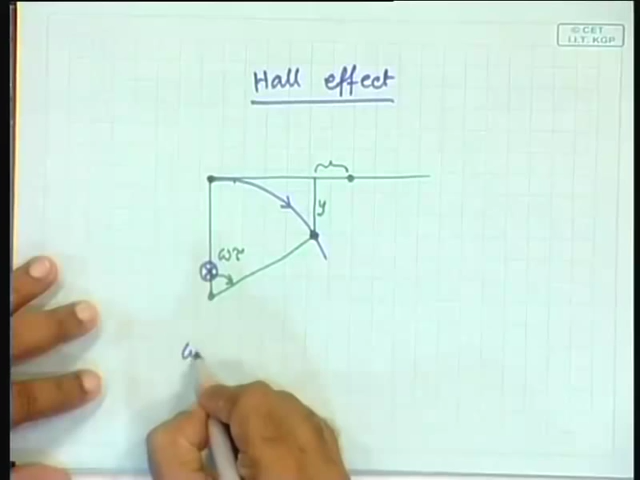 © CET
I.I.T. KGP
Hall effect
y
ωτ